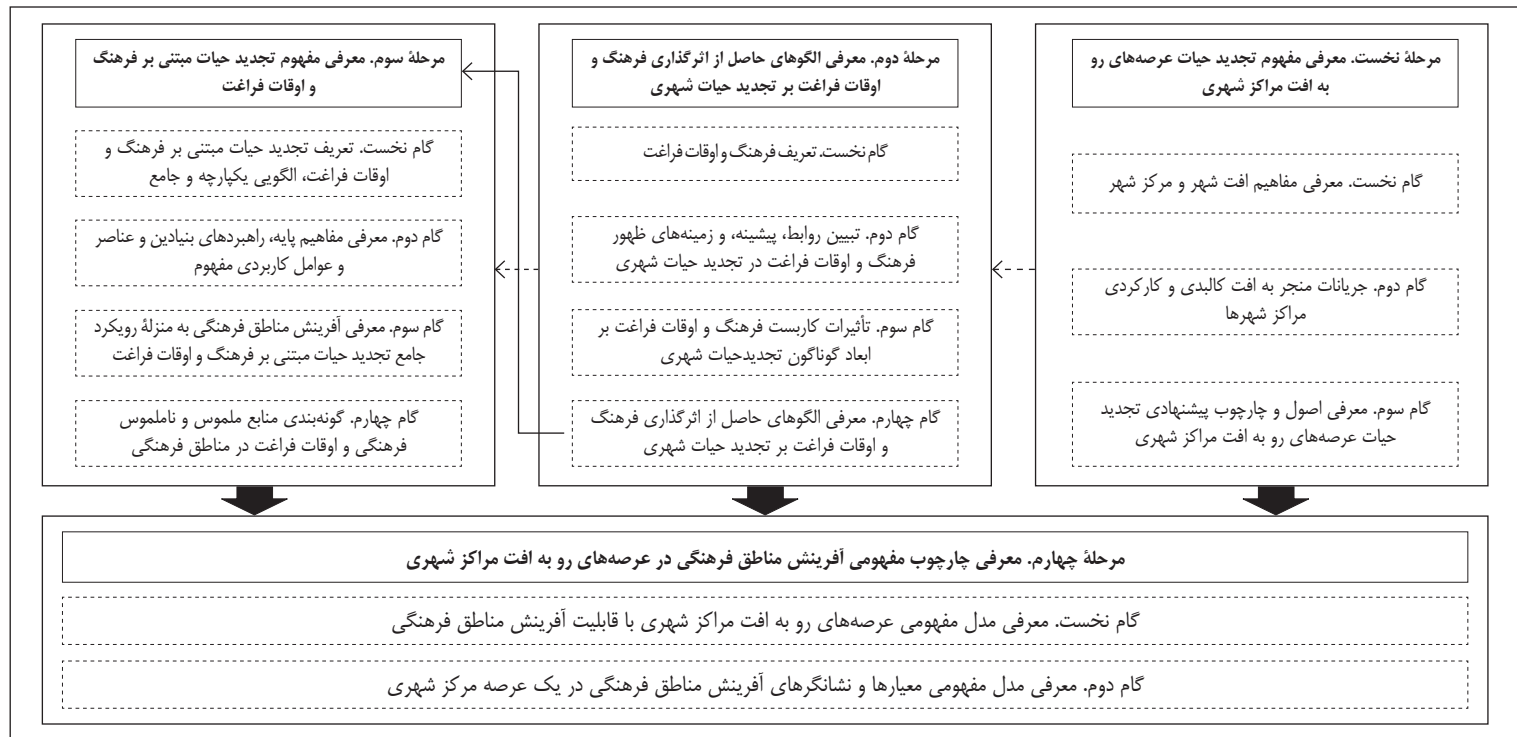 مرحلهٔ نخست. معرفی مفهوم تجدید حیات عرصه‌های رو
به افت مراکز شهری
گام نخست. معرفی مفاهیم افت شهر و مرکز شهر
گام دوم. جریانات منجر به افت کالبدی و کارکردی
مراکز شهرها
گام سوم. معرفی اصول و چارچوب پیشنهادی تجدید
حیات عرصه‌های رو به افت مراکز شهری
مرحلهٔ دوم. معرفی الگوهای حاصل از اثرگذاری فرهنگ و
اوقات فراغت بر تجدید حیات شهری
گام نخست. تعریف فرهنگ و اوقات فراغت
گام دوم. تبیین روابط، پیشینه، و زمینه‌های ظهور
فرهنگ و اوقات فراغت در تجدید حیات شهری
گام سوم. تأثیرات کاربست فرهنگ و اوقات فراغت بر
ابعاد گوناگون تجدیدحیات شهری
گام چهارم. معرفی الگوهای حاصل از اثرگذاری فرهنگ
و اوقات فراغت بر تجدید حیات شهری
مرحلهٔ سوم. معرفی مفهوم تجدید حیات مبتنی بر فرهنگ
و اوقات فراغت
گام نخست. تعریف تجدید حیات مبتنی بر فرهنگ و
اوقات فراغت، الگویی یکپارچه و جامع
گام دوم. معرفی مفاهیم پایه، راهبردهای بنیادین و عناصر
و عوامل کاربردی مفهوم
گام سوم. معرفی آفرینش مناطق فرهنگی به منزلهٔ رویکرد
جامع تجدید حیات مبتنی بر فرهنگ و اوقات فراغت
گام چهارم. گونه‌بندی منابع ملموس و ناملموس
فرهنگی و اوقات فراغت در مناطق فرهنگی
مرحلهٔ چهارم. معرفی چارچوب مفهومی آفرینش مناطق فرهنگی در عرصه‌های رو به افت مراکز شهری
گام نخست. معرفی مدل مفهومی عرصه‌های رو به افت مراکز شهری با قابلیت آفرینش مناطق فرهنگی
گام دوم. معرفی مدل مفهومی معیارها و نشانگرهای آفرینش مناطق فرهنگی در یک عرصه مرکز شهری